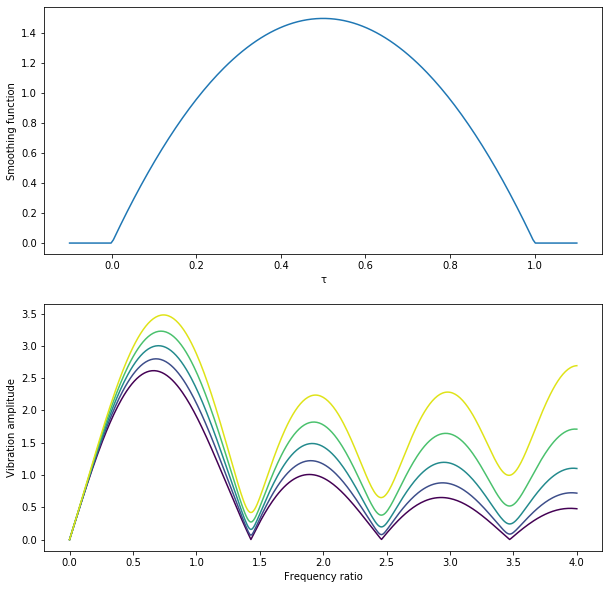 1.4
1.2
1.0
0.8
0.6
0.4
0.2
0.0
Smoothing function
0.0 0.2 0.4 0.6 0.8 1.0
τ
3.5
3.0
2.5
2.0
1.5
1.0
0.5
0.0
Vibration amplitude
0.0 0.5 1.0 1.5 2.0 2.5 3.0 3.5 4.0
Frequency ratio